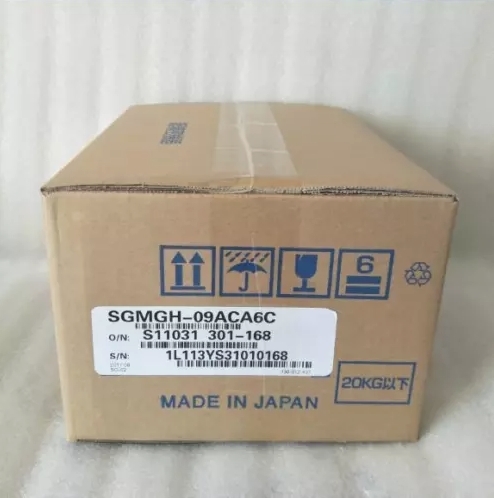 6
SGMGH-09ACA6C
O/N: S11031 301-168
S/N: 1L113YS31010168
20KG以下
MADE IN JAPAN